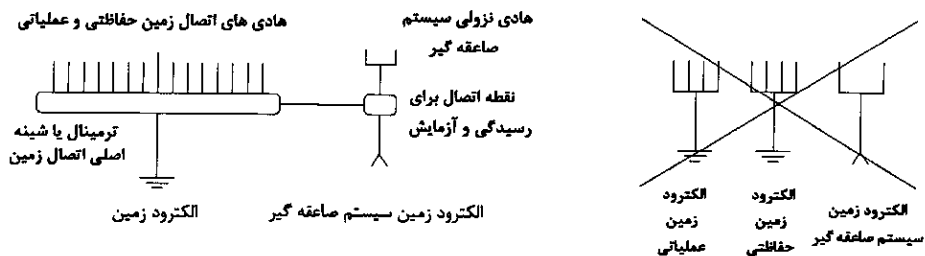 هادی های اتصال زمین حفاظتی و عملیاتی
هادی نزولی سیستم
صاعقه گیر
نقطه اتصال برای
رسیدگی و آزمایش
ترمینال یا شینه
اصلی اتصال زمین
الکترود زمین
الکترود زمین سیستم صاعقه گیر
الکترود زمین
سیستم صاعقه گیر
الکترود
زمین
حفاظتی
الکترود
زمین
عملیاتی